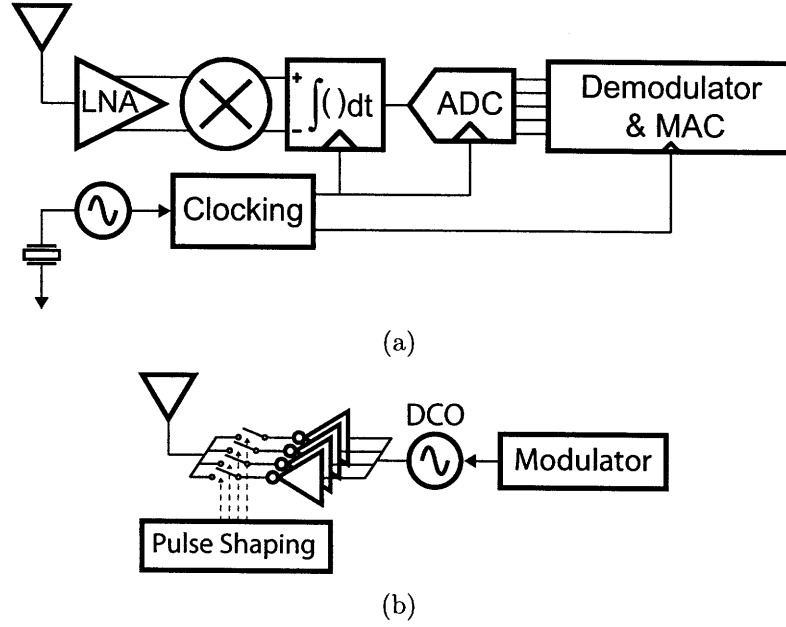 LNA
+
-
∫()dt
ADC
Demodulator
& MAC
Clocking
(a)
DCO
Modulator
Pulse Shaping
(b)